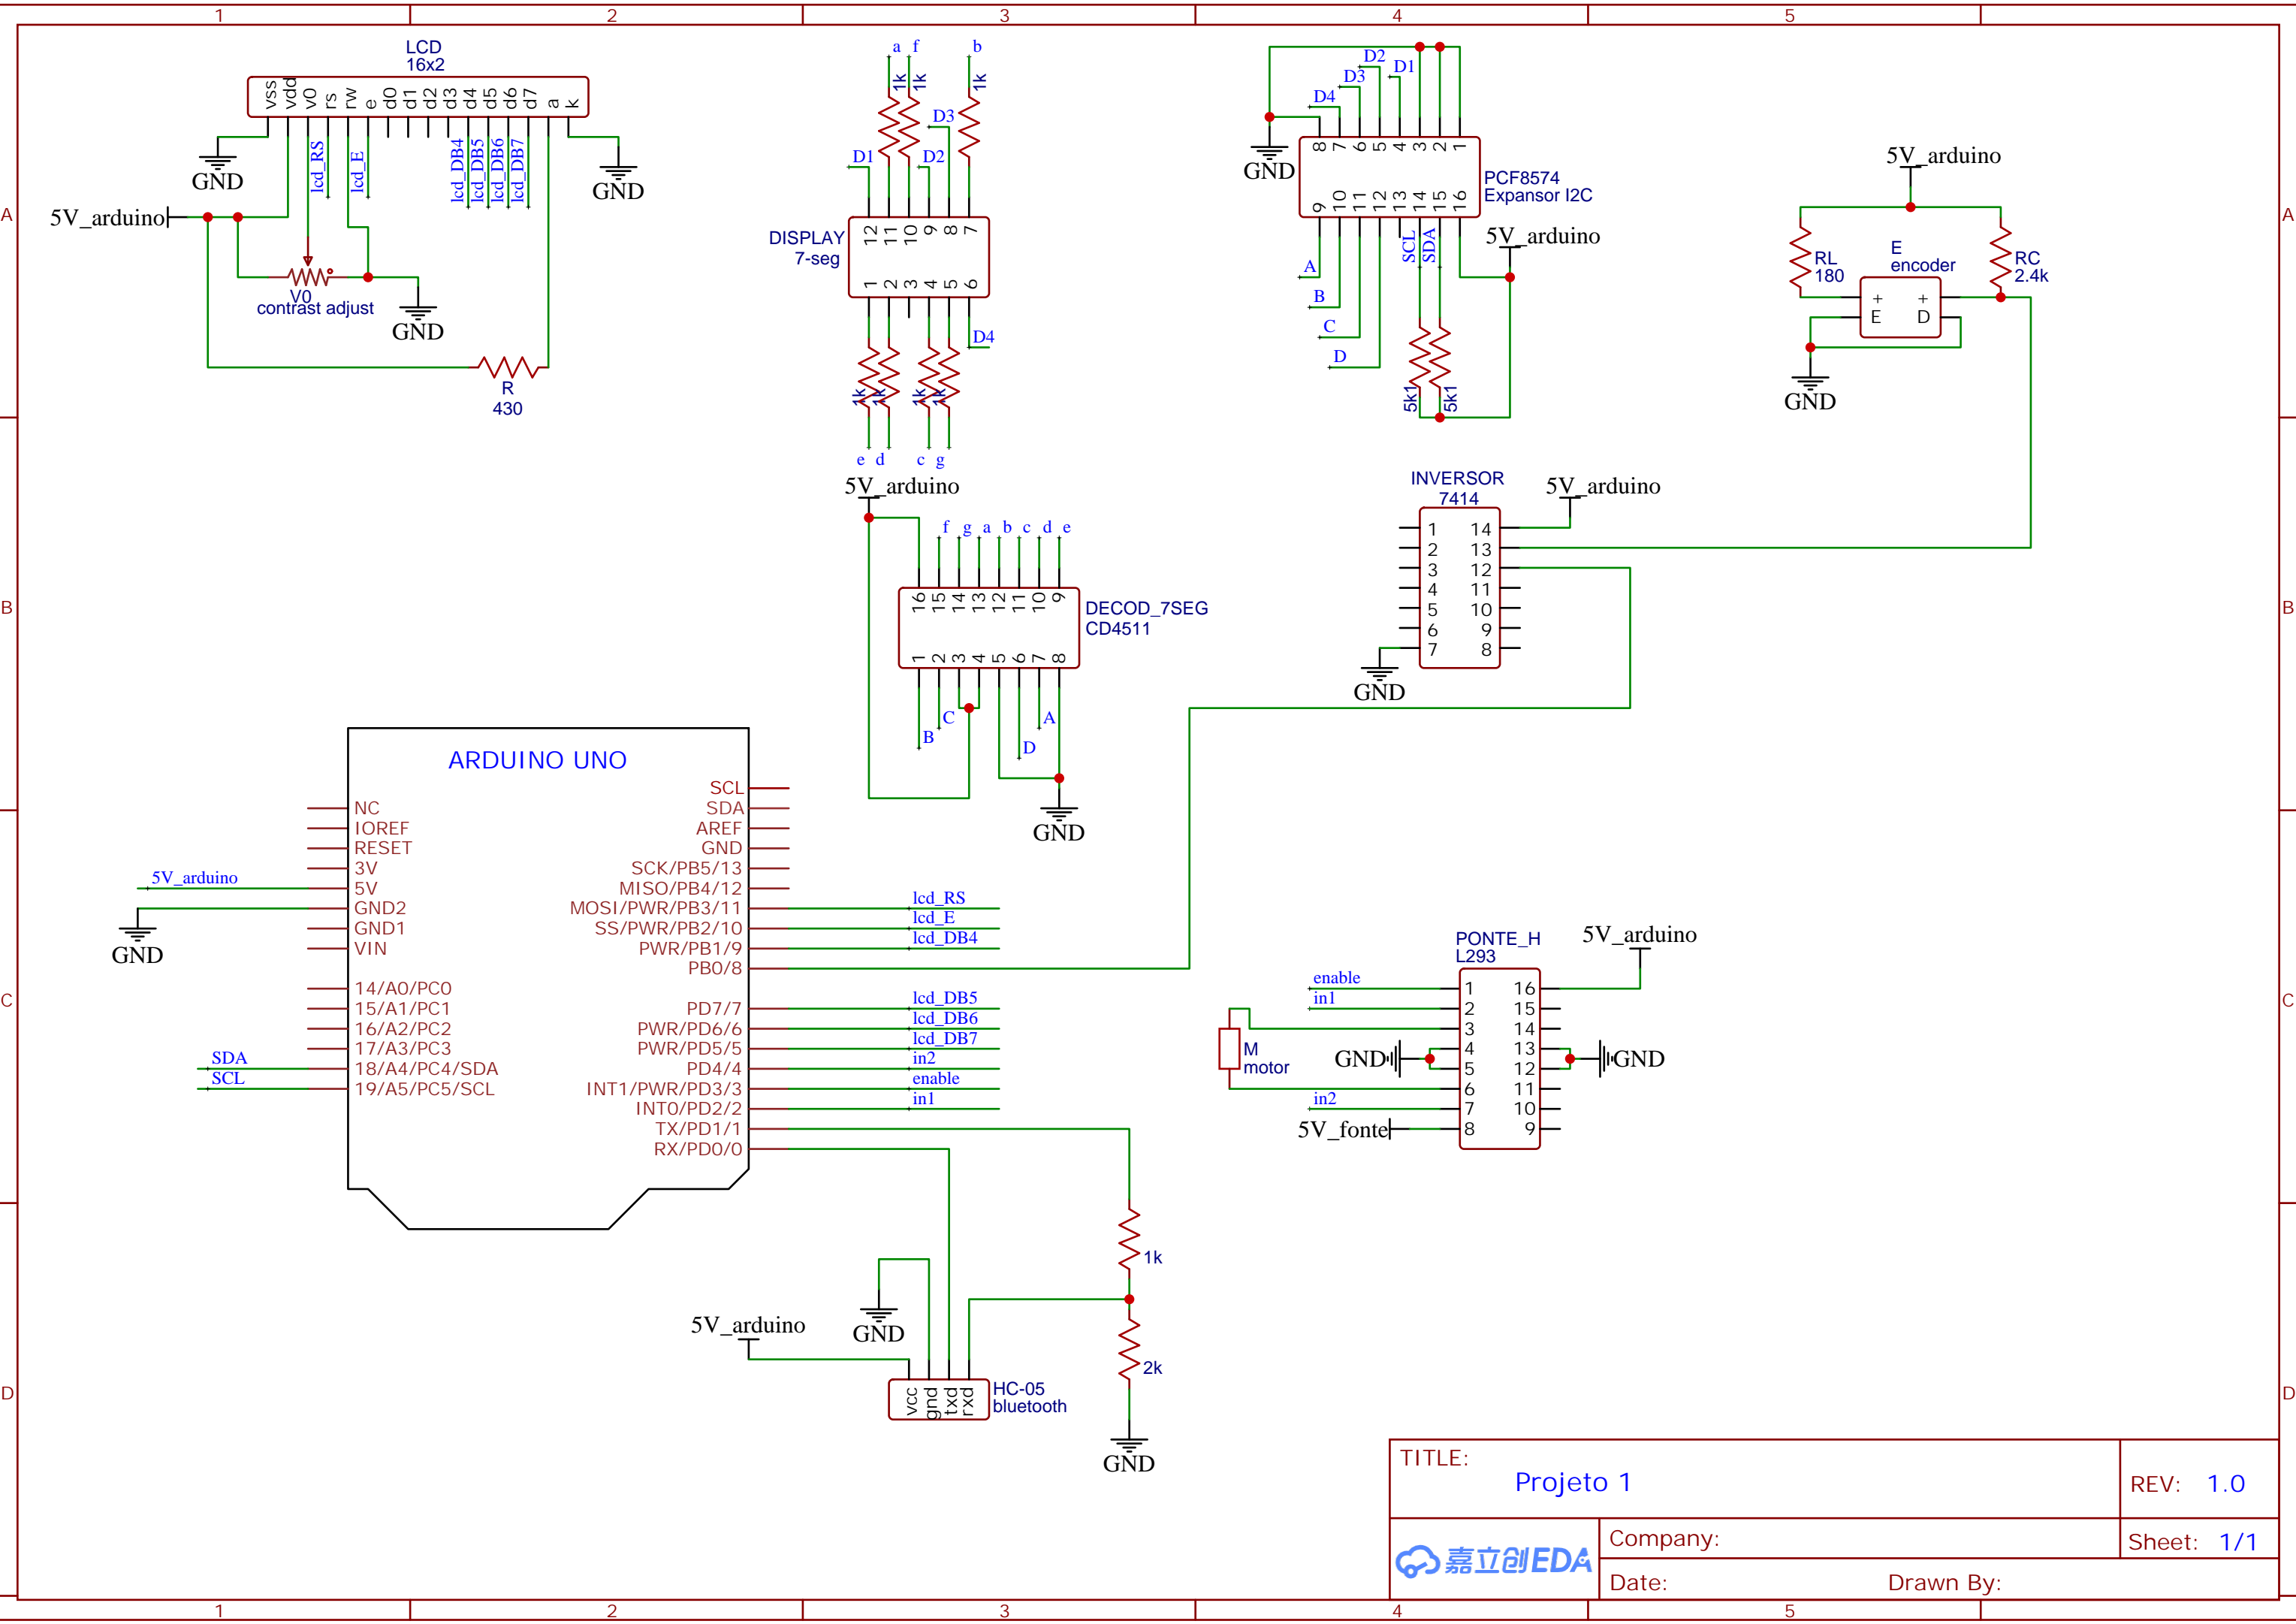 1 2 3 4 5
LCD
16x2
vss vdd v0 rs rw e d0 d1 d2 d3 d4 d5 d6 d7 a k
GND
lcd_RS
lcd_E
lcd_DB4
lcd_DB5
lcd_DB6
lcd_DB7
GND
5V_arduino
V0
contrast adjust
GND
R
430
a f b
1k 1k 1k
D3
D1
D2
12 11 10 9 8 7
DISPLAY
7-seg
1 2 3 4 5 6
D4
1k 1k 1k 1k
e d c g
D2
D1
D3
D4
GND
8 7 6 5 4 3 2 1
PCF8574
Expansor I2C
9 10 11 12 13 14 15 16
SCL
SDA
5V_arduino
A
B
C
D
5k1
5k1
5V_arduino
RL
180
E
encoder
+ +
E D
RC
2.4k
GND
A A
5V_arduino
f g a b c d e
16 15 14 13 12 11 10 9
DECOD_7SEG
CD4511
1 2 3 4 5 6 7 8
C
A
B
D
GND
INVERSOR
7414
5V_arduino
1 14
2 13
3 12
4 11
5 10
6 9
7 8
GND
B B
ARDUINO UNO
SCL
NC SDA
IOREF AREF
RESET GND
3V SCK/PB5/13
5V_arduino 5V MISO/PB4/12
GND2 MOSI/PWR/PB3/11 lcd_RS
GND1 SS/PWR/PB2/10 lcd_E
VIN PWR/PB1/9 lcd_DB4
GND
PB0/8
14/A0/PC0
15/A1/PC1 PD7/7 lcd_DB5
16/A2/PC2 PWR/PD6/6 lcd_DB6
17/A3/PC3 PWR/PD5/5 lcd_DB7
SDA 18/A4/PC4/SDA PD4/4 in2
SCL 19/A5/PC5/SCL INT1/PWR/PD3/3 enable
INT0/PD2/2 in1
TX/PD1/1
RX/PD0/0
C C
PONTE_H
L293
5V_arduino
enable 1 16
in1 2 15
3 14
M
motor
GND 4 13 GND
5 12
6 11
in2 7 10
5V_fonte 8 9
1k
GND
5V_arduino
2k
vcc gnd txd rxd
HC-05
bluetooth
GND
D D
TITLE:
Projeto 1
REV: 1.0
嘉立创EDA
Company:
Sheet: 1/1
Date: Drawn By:
1 2 3 4 5